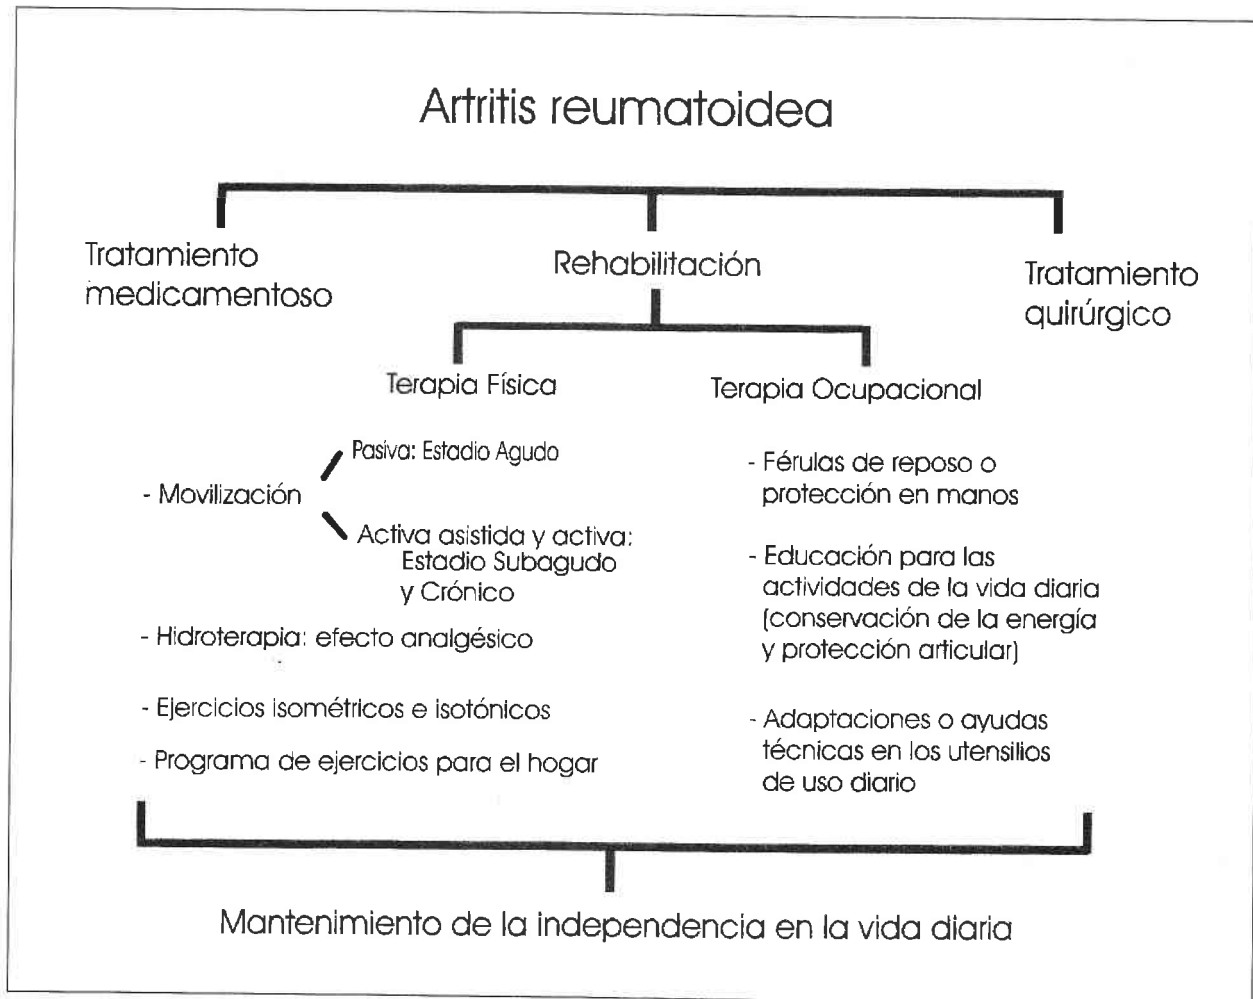 Artritis reumatoidea
Tratamiento
medicamentoso
Rehabilitación
Tratamiento
quirúrgico
Terapia Física
- Movilización
Pasiva: Estadio Agudo
Activa asistida y activa:
Estadio Subagudo
y Crónico
- Hidroterapia: efecto analgésico
- Ejercicios isométricos e isotónicos
- Programa de ejercicios para el hogar
Terapia Ocupacional
- Férulas de reposo o
protección en manos
- Educación para las
actividades de la vida diaria
(conservación de la energía
y protección articular)
- Adaptaciones o ayudas
técnicas en los utensilios
de uso diario
Mantenimiento de la independencia en la vida diaria